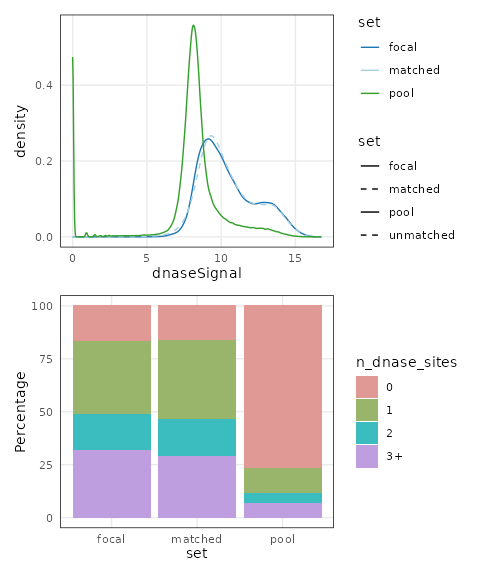 density
0.4
0.2
0.0
0
5
10
15
dnaseSignal
set
focal
matched
pool
set
focal
matched
pool
unmatched
Percentage
100
75
50
25
0
focal
matched
pool
set
n_dnase_sites
0
1
2
3+